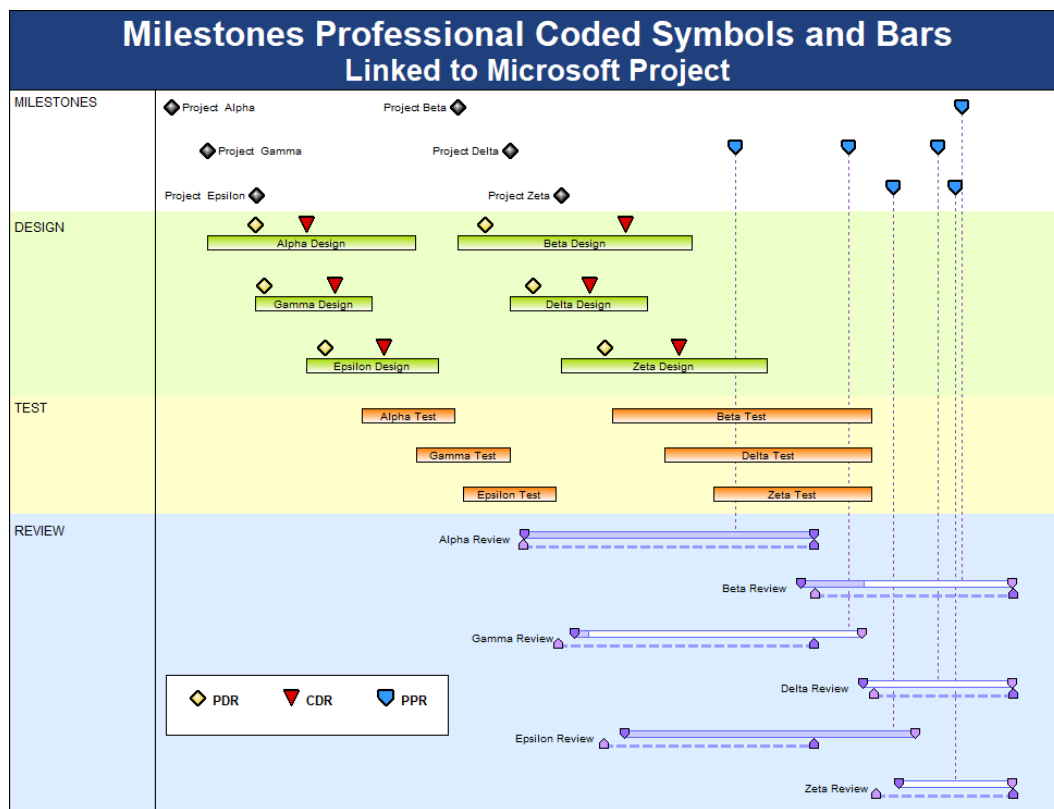 Milestones Professional Coded Symbols and Bars
Linked to Microsoft Project
MILESTONES
Project Alpha
Project Beta
Project Gamma
Project Delta
Project Epsilon
Project Zeta
DESIGN
Alpha Design
Beta Design
Gamma Design
Delta Design
Epsilon Design
Zeta Design
TEST
Alpha Test
Beta Test
Gamma Test
Delta Test
Epsilon Test
Zeta Test
REVIEW
Alpha Review
Beta Review
Gamma Review
Delta Review
PDR
CDR
PPR
Epsilon Review
Zeta Review